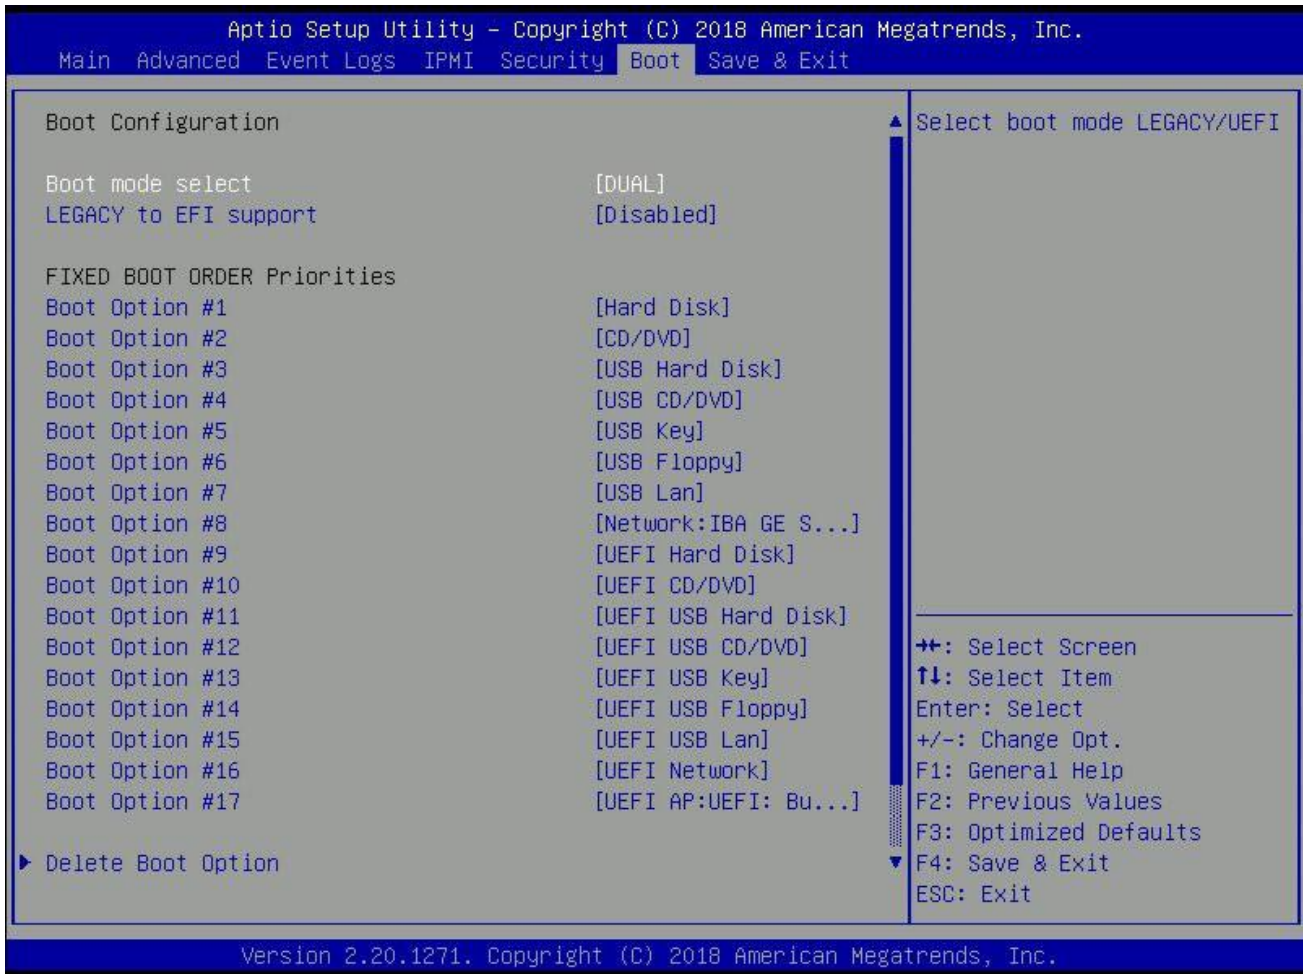 Aptio Setup Utility – Copyright (C) 2018 American Megatrends, Inc.
Main Advanced Event Logs IPMI Security Boot Save & Exit
Boot Configuration
Boot mode select [DUAL]
LEGACY to EFI support [Disabled]
FIXED BOOT ORDER Priorities
Boot Option #1 [Hard Disk]
Boot Option #2 [CD/DVD]
Boot Option #3 [USB Hard Disk]
Boot Option #4 [USB CD/DVD]
Boot Option #5 [USB Key]
Boot Option #6 [USB Floppy]
Boot Option #7 [USB Lan]
Boot Option #8 [Network:IBA GE S...]
Boot Option #9 [UEFI Hard Disk]
Boot Option #10 [UEFI CD/DVD]
Boot Option #11 [UEFI USB Hard Disk]
Boot Option #12 [UEFI USB CD/DVD]
Boot Option #13 [UEFI USB Key]
Boot Option #14 [UEFI USB Floppy]
Boot Option #15 [UEFI USB Lan]
Boot Option #16 [UEFI Network]
Boot Option #17 [UEFI AP:UEFI: Bu...]
Delete Boot Option
Select boot mode LEGACY/UEFI
→←: Select Screen
↑↓: Select Item
Enter: Select
+/-: Change Opt.
F1: General Help
F2: Previous Values
F3: Optimized Defaults
F4: Save & Exit
ESC: Exit
Version 2.20.1271. Copyright (C) 2018 American Megatrends, Inc.